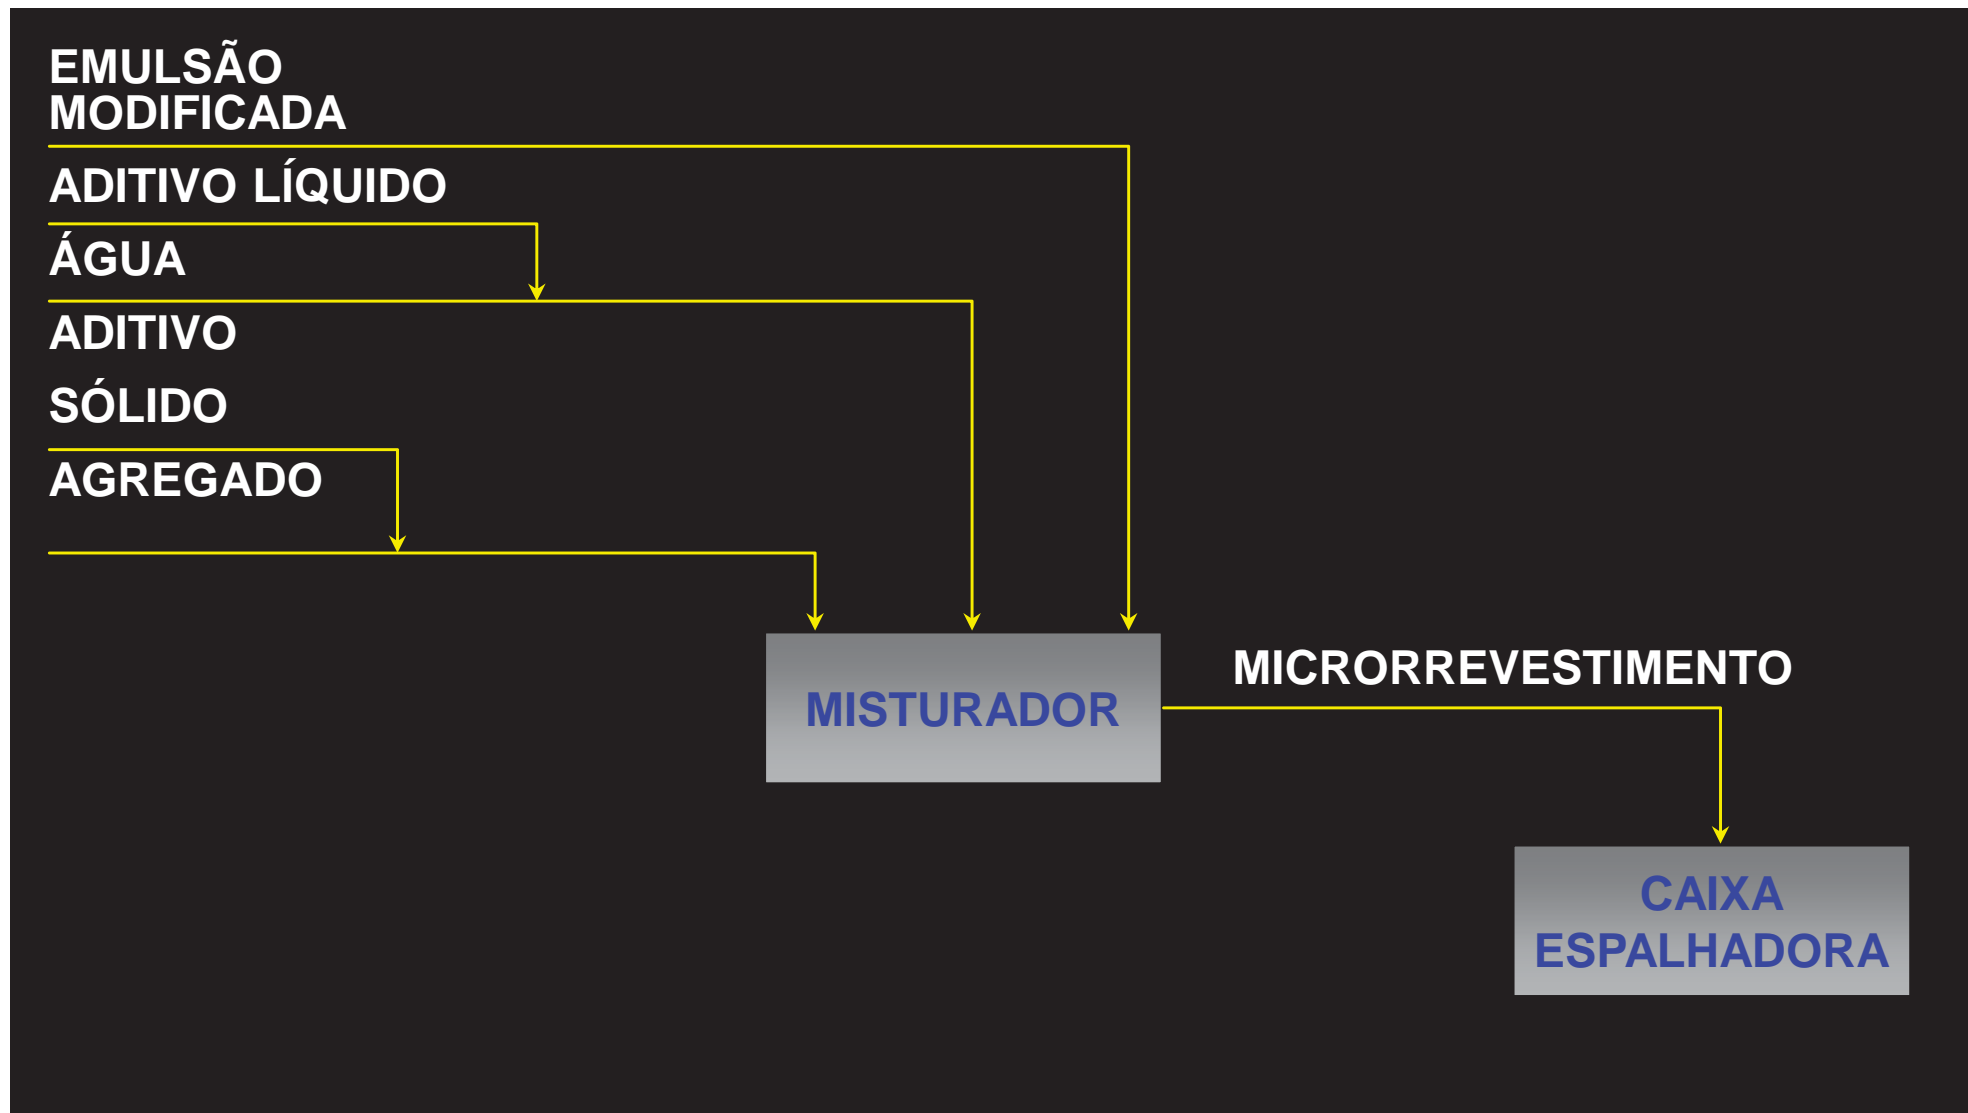 EMULSÃO
MODIFICADA
ADITIVO LÍQUIDO
ÁGUA
ADITIVO
SÓLIDO
AGREGADO
MICRORREVESTIMENTO
MISTURADOR
CAIXA
ESPALHADORA